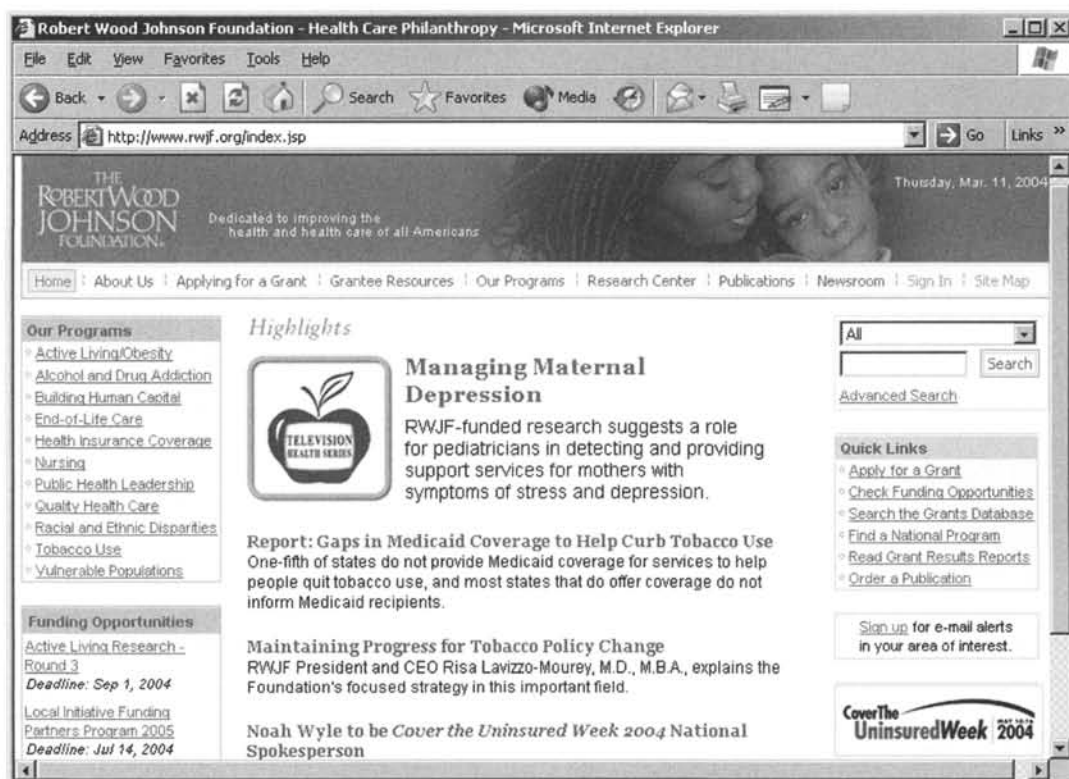 Robert Wood Johnson Foundation - Health Care Philanthropy - Microsoft Internet Explorer
File Edit View Favorites Tools Help
Back Search Favorites Media
Address http://www.rwjf.org/index.jsp Go Links »
THE
ROBERT WOOD
JOHNSON
FOUNDATION®
Dedicated to improving the
health and health care of all Americans
Thursday, Mar. 11, 2004
Home About Us Applying for a Grant Grantee Resources Our Programs Research Center Publications Newsroom Sign In Site Map
Our Programs
Active Living/Obesity
Alcohol and Drug Addiction
Building Human Capital
End-of-Life Care
Health Insurance Coverage
Nursing
Public Health Leadership
Quality Health Care
Racial and Ethnic Disparities
Tobacco Use
Vulnerable Populations
Funding Opportunities
Active Living Research -
Round 3
Deadline: Sep 1, 2004
Local Initiative Funding
Partners Program 2005
Deadline: Jul 14, 2004
Highlights
TELEVISION
HEALTH SERIES
Managing Maternal
Depression
RWJF-funded research suggests a role
for pediatricians in detecting and providing
support services for mothers with
symptoms of stress and depression.
Report: Gaps in Medicaid Coverage to Help Curb Tobacco Use
One-fifth of states do not provide Medicaid coverage for services to help
people quit tobacco use, and most states that do offer coverage do not
inform Medicaid recipients.
Maintaining Progress for Tobacco Policy Change
RWJF President and CEO Risa Lavizzo-Mourey, M.D., M.B.A., explains the
Foundation's focused strategy in this important field.
Noah Wyle to be Cover the Uninsured Week 2004 National
Spokesperson
All
Search
Advanced Search
Quick Links
Apply for a Grant
Check Funding Opportunities
Search the Grants Database
Find a National Program
Read Grant Results Reports
Order a Publication
Sign up for e-mail alerts
in your area of interest.
CoverThe
UninsuredWeek
2004